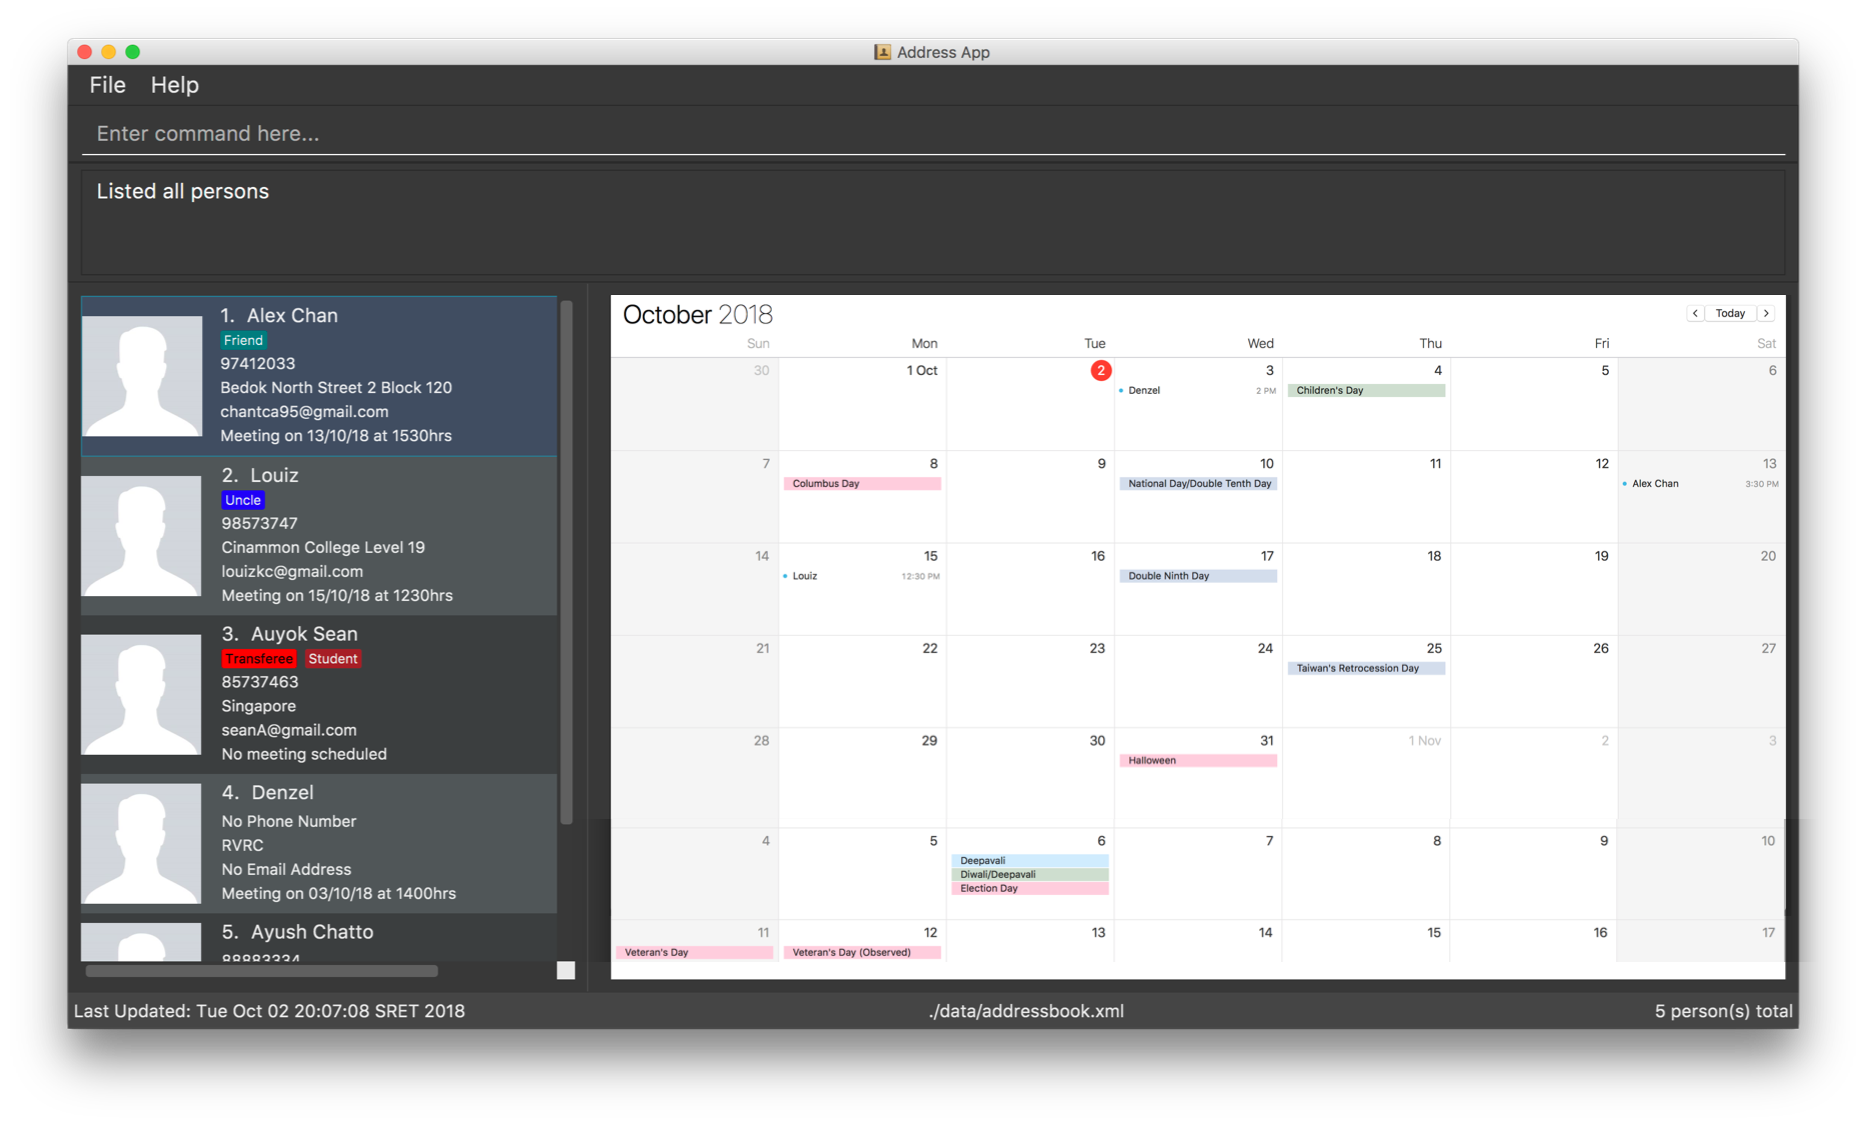 Address App
File Help
Enter command here...
Listed all persons
1. Alex Chan
Friend
97412033
Bedok North Street 2 Block 120
chantca95@gmail.com
Meeting on 13/10/18 at 1530hrs
2. Louiz
Uncle
98573747
Cinammon College Level 19
louizkc@gmail.com
Meeting on 15/10/18 at 1230hrs
3. Auyok Sean
Transferee Student
85737463
Singapore
seanA@gmail.com
No meeting scheduled
4. Denzel
No Phone Number
RVRC
No Email Address
Meeting on 03/10/18 at 1400hrs
5. Ayush Chatto
88883334
October 2018
< Today >
Sun Mon Tue Wed Thu Fri Sat
30 1 Oct 2 3 4 5 6
Denzel 2 PM Children's Day
7 8 9 10 11 12 13
Columbus Day National Day/Double Tenth Day Alex Chan 3:30 PM
14 15 16 17 18 19 20
Louiz 12:30 PM Double Ninth Day
21 22 23 24 25 26 27
Taiwan's Retrocession Day
28 29 30 31 1 Nov 2 3
Halloween
4 5 6 7 8 9 10
Deepavali
Diwali/Deepavali
Election Day
11 12 13 14 15 16 17
Veteran's Day Veteran's Day (Observed)
Last Updated: Tue Oct 02 20:07:08 SRET 2018 ./data/addressbook.xml 5 person(s) total